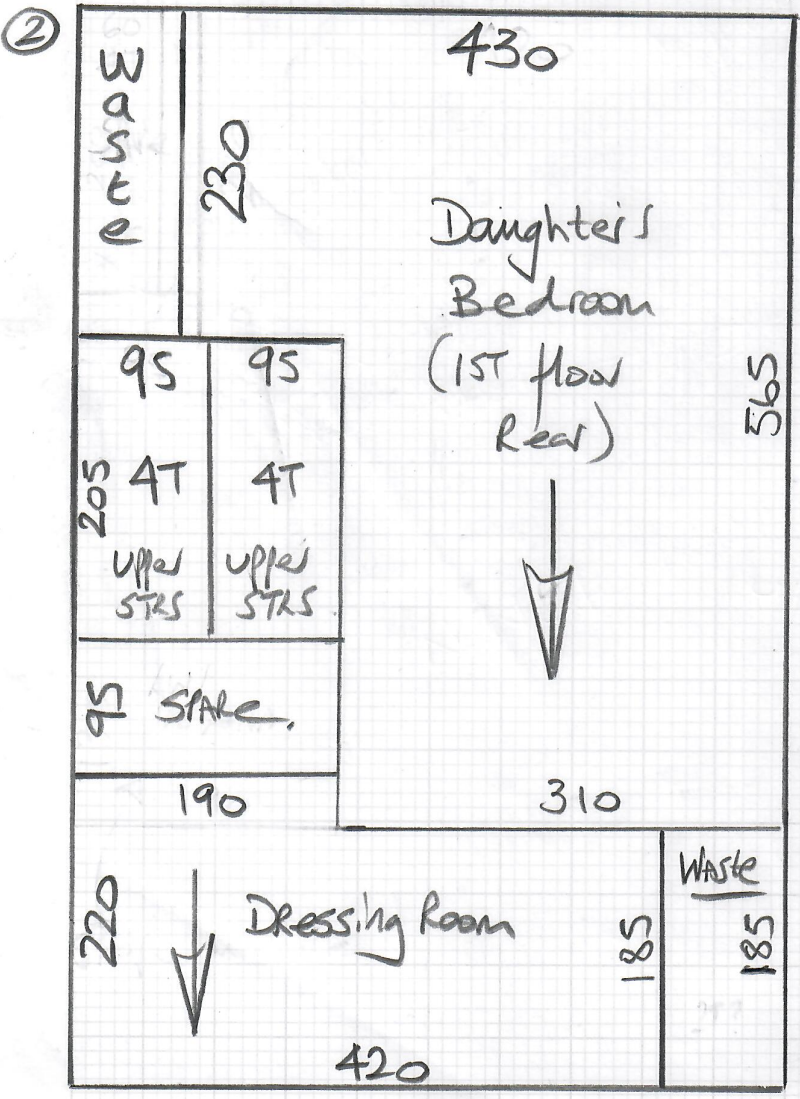 2
Waste
430
230
Daughter's
Bedroom
(1ST floor
Rear)
565
95 95
205
4T 4T
upper upper
STRS STRS
95 SPARE.
190
310
220
Dressing Room
185
Waste
185
420